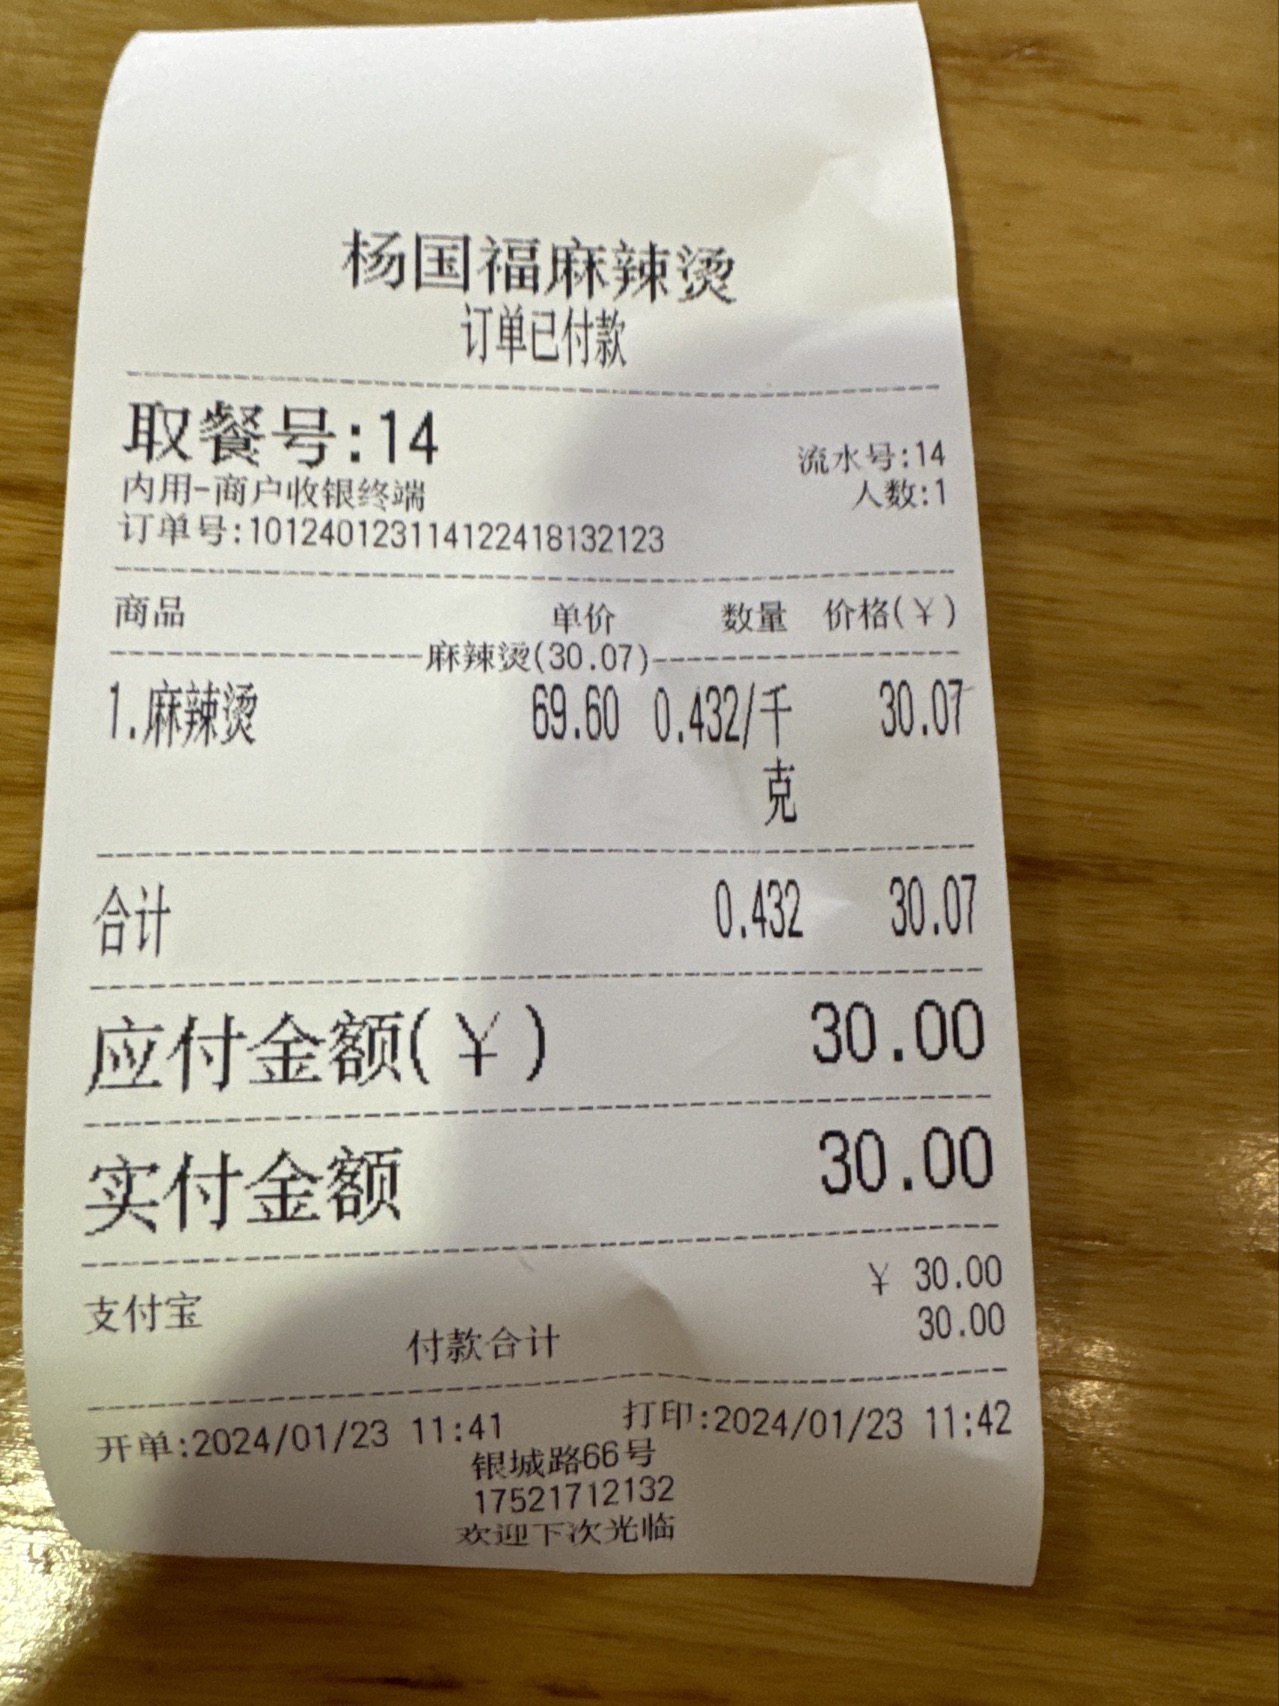 杨国福麻辣烫
订单已付款
取餐号:14
流水号:14
内用-商户收银终端
人数:1
订单号:101240123114122418132123
商品 单价 数量 价格(¥)
麻辣烫(30.07)
1.麻辣烫 69.60 0.432/千 30.07
克
合计 0.432 30.07
应付金额(¥) 30.00
实付金额 30.00
支付宝 ¥ 30.00
付款合计 30.00
开单:2024/01/23 11:41 打印:2024/01/23 11:42
银城路66号
17521712132
欢迎下次光临